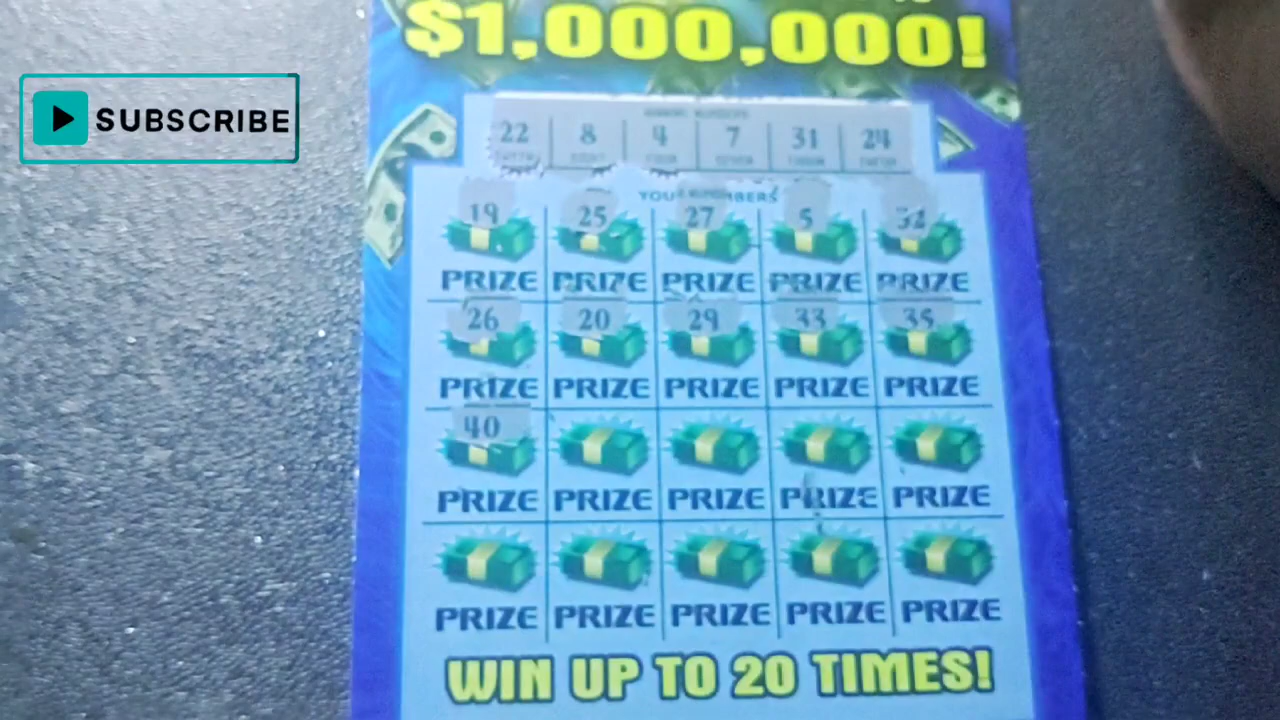 $1,000,000!
SUBSCRIBE
WINNING NUMBERS
22 8 4 7 31 24
YOUR NUMBERS
19 25 27 5
PRIZE PRIZE PRIZE PRIZE PRIZE
26 20 29 33 35
PRIZE PRIZE PRIZE PRIZE PRIZE
40
PRIZE PRIZE PRIZE PRIZE PRIZE
PRIZE PRIZE PRIZE PRIZE PRIZE
WIN UP TO 20 TIMES!